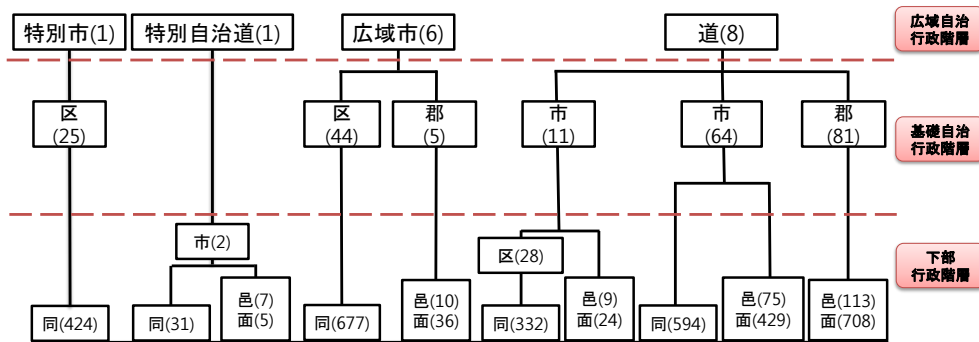 特別市(1)
特別自治道(1)
広域市(6)
道(8)
広域自治
行政階層
区
(25)
区
(44)
郡
(5)
市
(11)
市
(64)
郡
(81)
基礎自治
行政階層
市(2)
区(28)
下部
行政階層
同(424)
同(31)
邑(7)
面(5)
同(677)
邑(10)
面(36)
同(332)
邑(9)
面(24)
同(594)
邑(75)
面(429)
邑(113)
面(708)